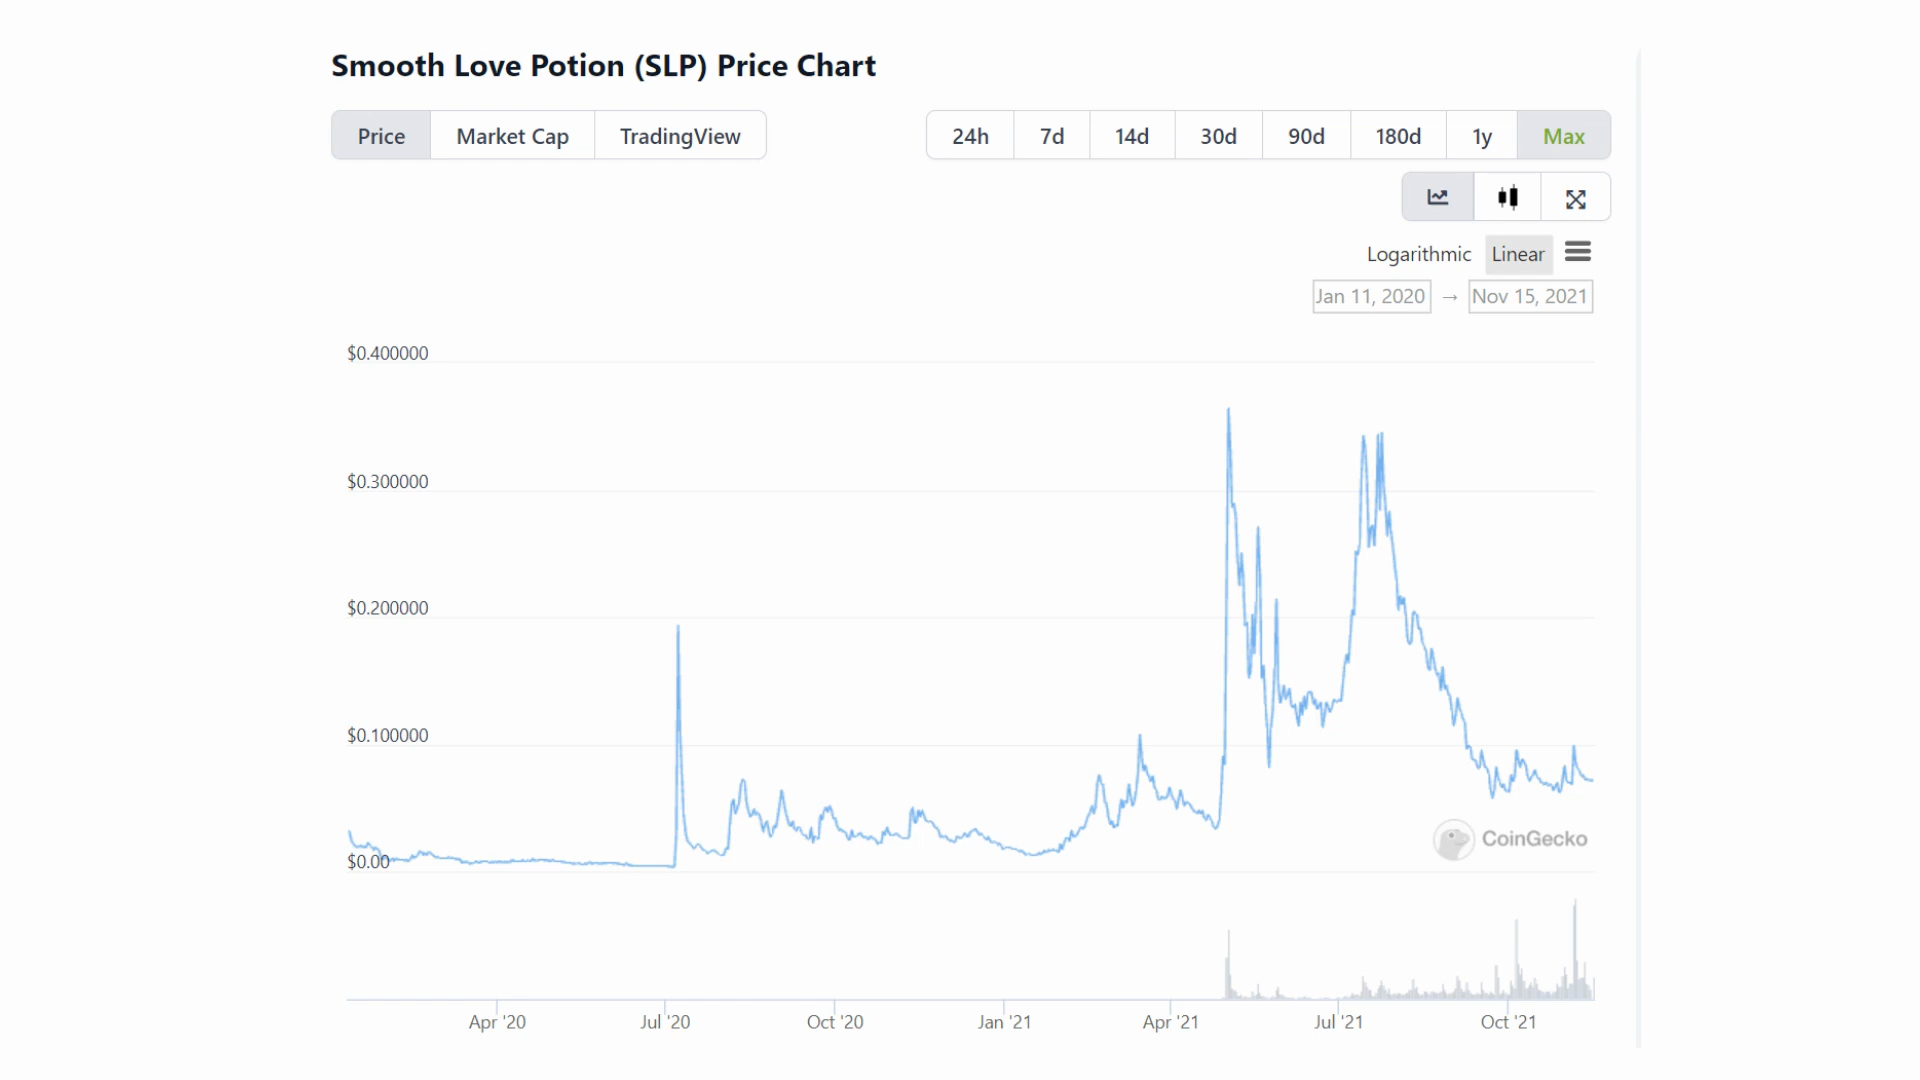 Smooth Love Potion (SLP) Price Chart
Price Market Cap TradingView 24h 7d 14d 30d 90d 180d 1y Max
Logarithmic Linear
Jan 11, 2020 → Nov 15, 2021
$0.400000
$0.300000
$0.200000
$0.100000
$0.00
CoinGecko
Apr '20 Jul '20 Oct '20 Jan '21 Apr '21 Jul '21 Oct '21